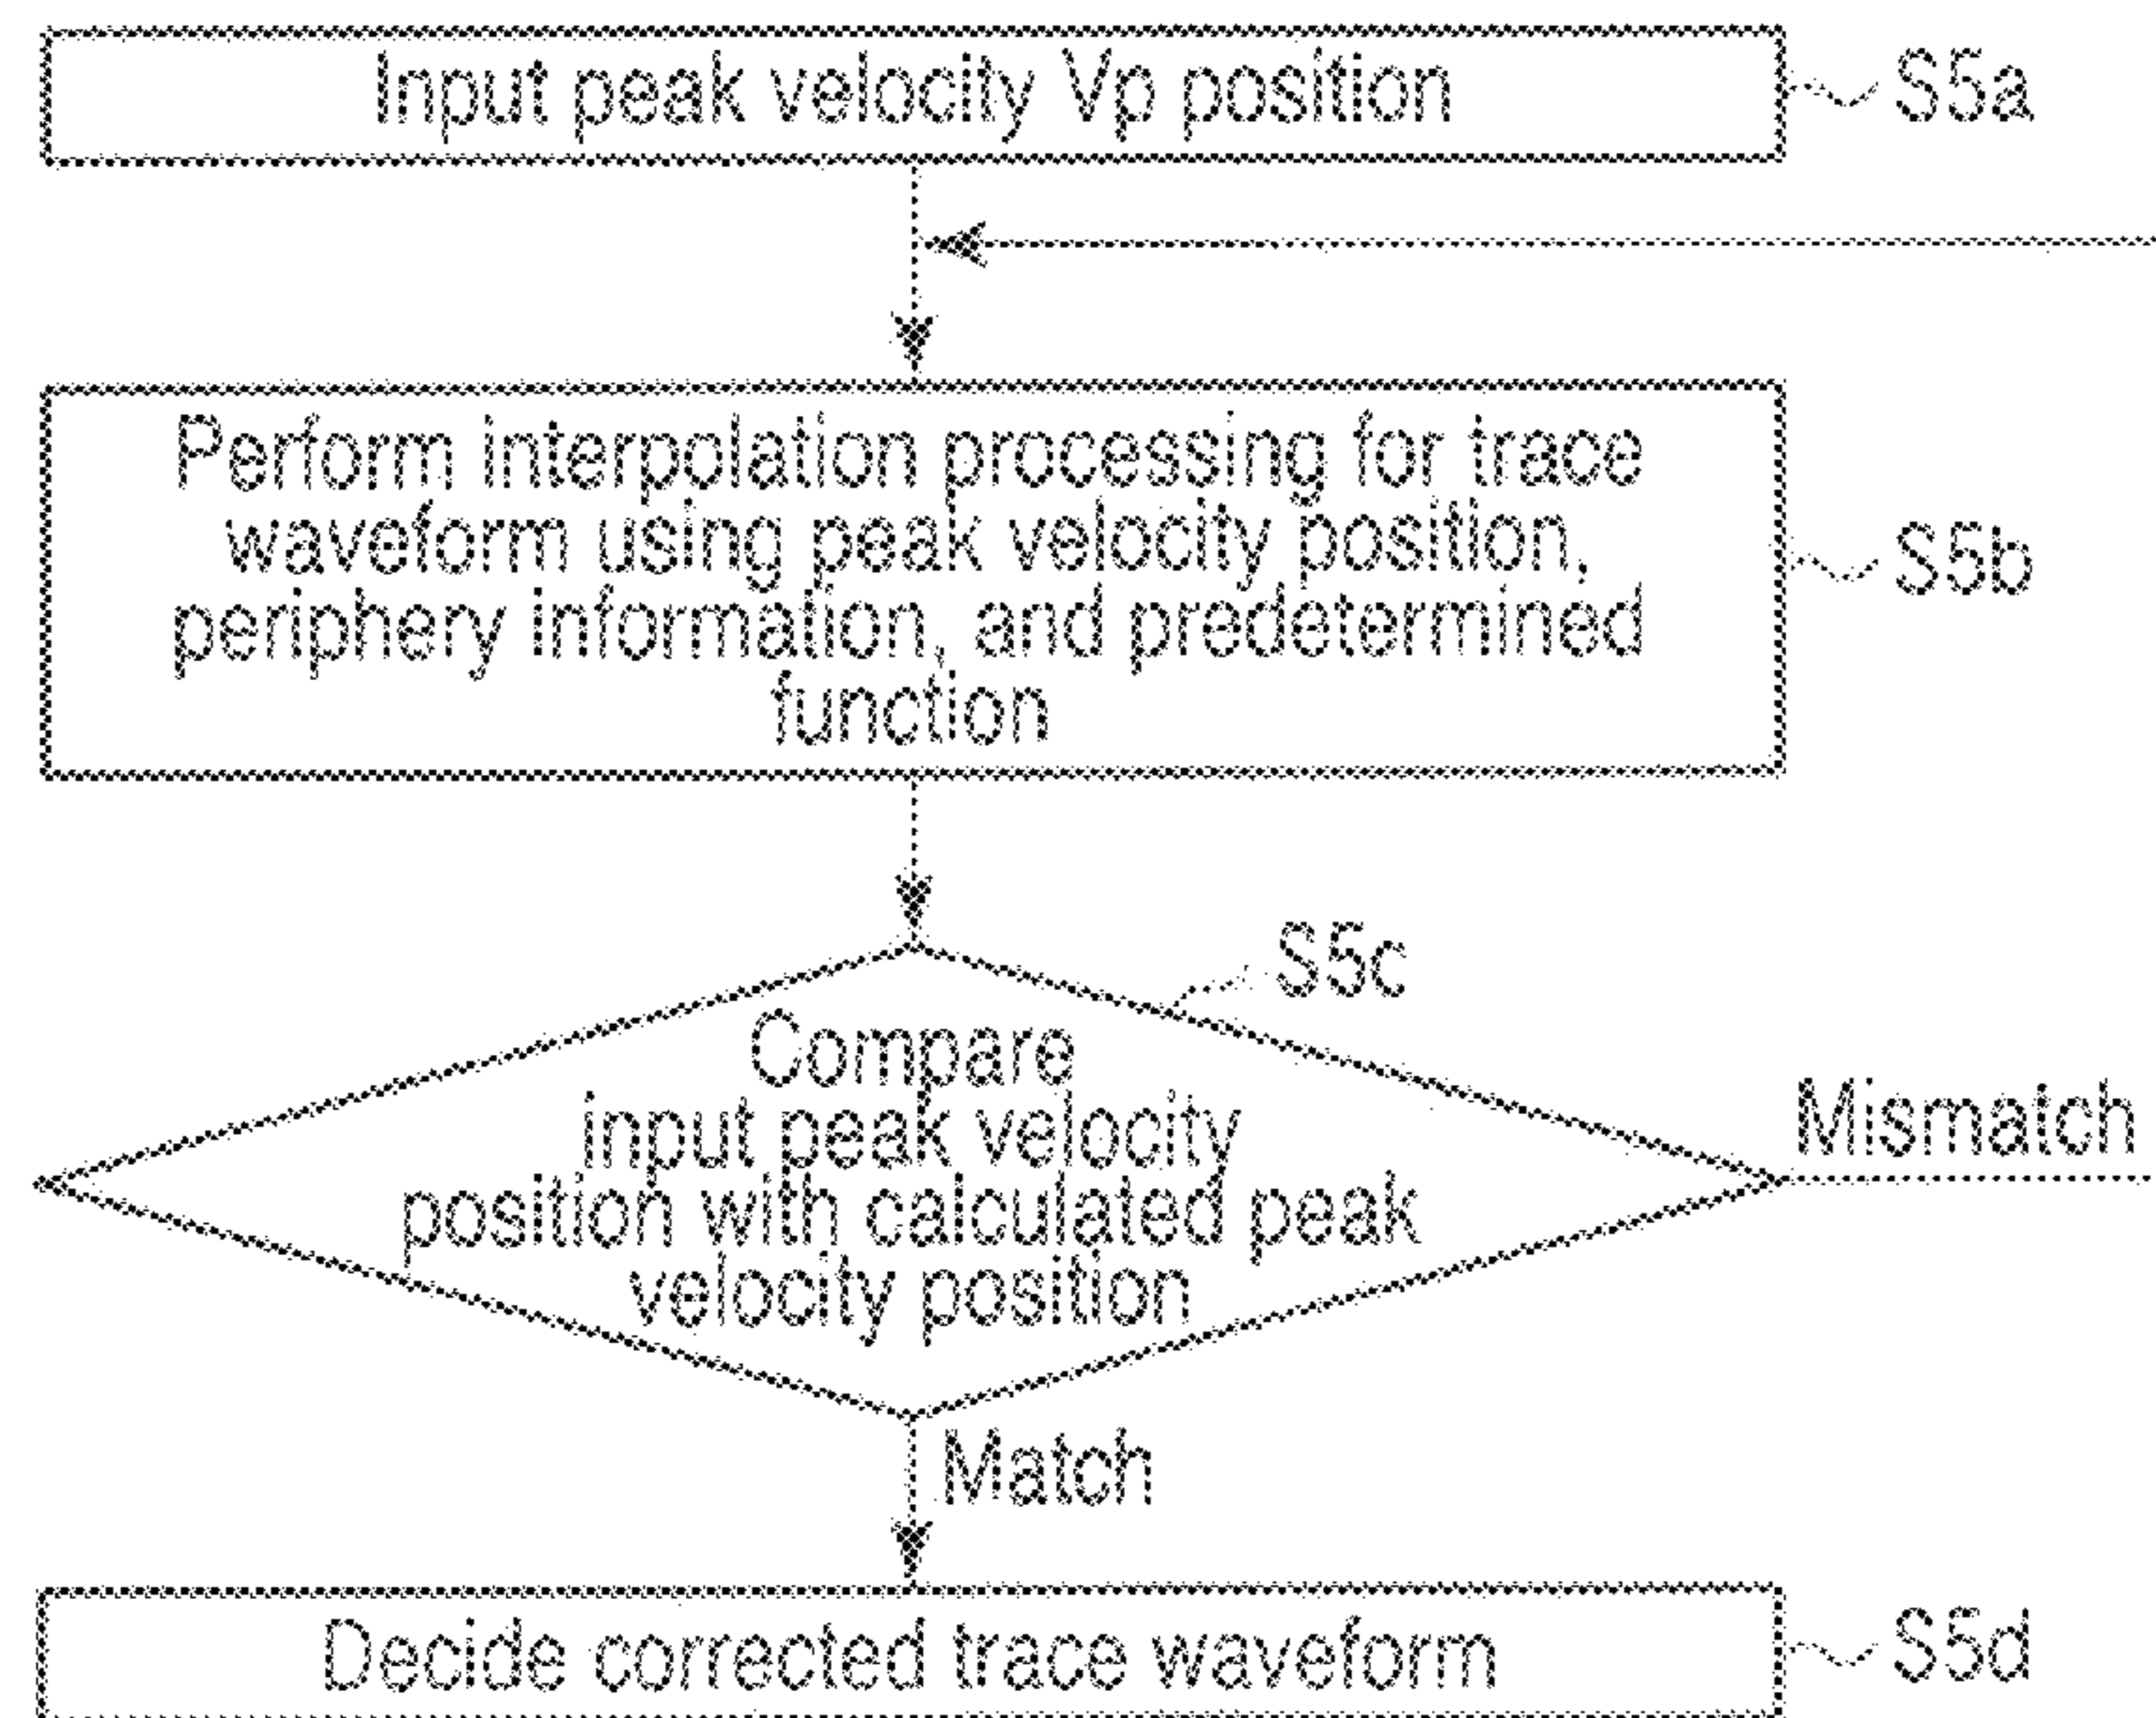 Input peak velocity Vp position
S5a
Perform interpolation processing for trace
waveform using peak velocity position,
periphery information, and predetermined
function
S5b
S5c
Compare
input peak velocity
position with calculated peak
velocity position
Mismatch
Match
Decide corrected trace waveform
S5d